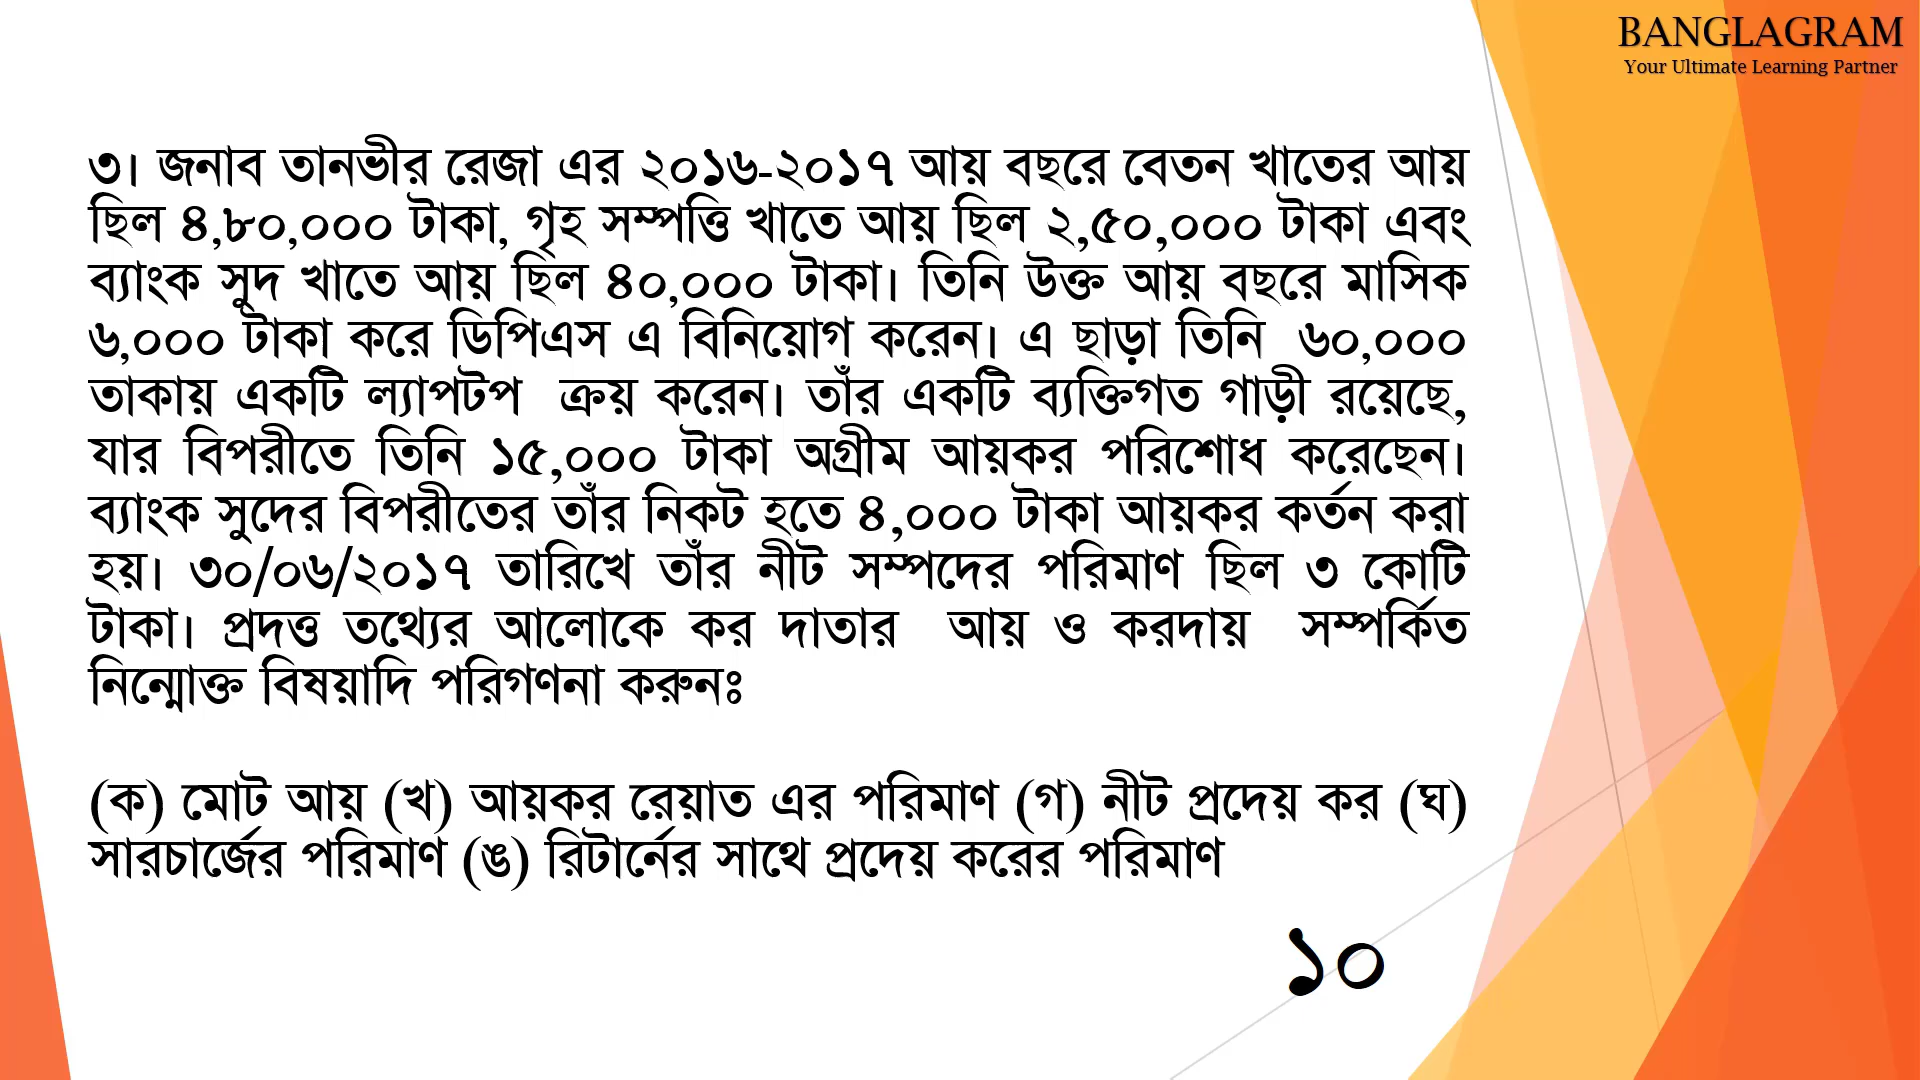 BANGLAGRAM
Your Ultimate Learning Partner
৩। জনাব তানভীর রেজা এর ২০১৬-২০১৭ আয় বছরে বেতন খাতের আয়
ছিল ৪,৮০,০০০ টাকা, গৃহ সম্পত্তি খাতে আয় ছিল ২,৫০,০০০ টাকা এবং
ব্যাংক সুদ খাতে আয় ছিল ৪০,০০০ টাকা। তিনি উক্ত আয় বছরে মাসিক
৬,০০০ টাকা করে ডিপিএস এ বিনিয়োগ করেন। এ ছাড়া তিনি ৬০,০০০
তাকায় একটি ল্যাপটপ ক্রয় করেন। তাঁর একটি ব্যক্তিগত গাড়ী রয়েছে,
যার বিপরীতে তিনি ১৫,০০০ টাকা অগ্রীম আয়কর পরিশোধ করেছেন।
ব্যাংক সুদের বিপরীতের তাঁর নিকট হতে ৪,০০০ টাকা আয়কর কর্তন করা
হয়। ৩০/০৬/২০১৭ তারিখে তাঁর নীট সম্পদের পরিমাণ ছিল ৩ কোটি
টাকা। প্রদত্ত তথ্যের আলোকে কর দাতার আয় ও করদায় সম্পর্কিত
নিন্মোক্ত বিষয়াদি পরিগণনা করুনঃ
(ক) মোট আয় (খ) আয়কর রেয়াত এর পরিমাণ (গ) নীট প্রদেয় কর (ঘ)
সারচার্জের পরিমাণ (ঙ) রিটার্নের সাথে প্রদেয় করের পরিমাণ
১০